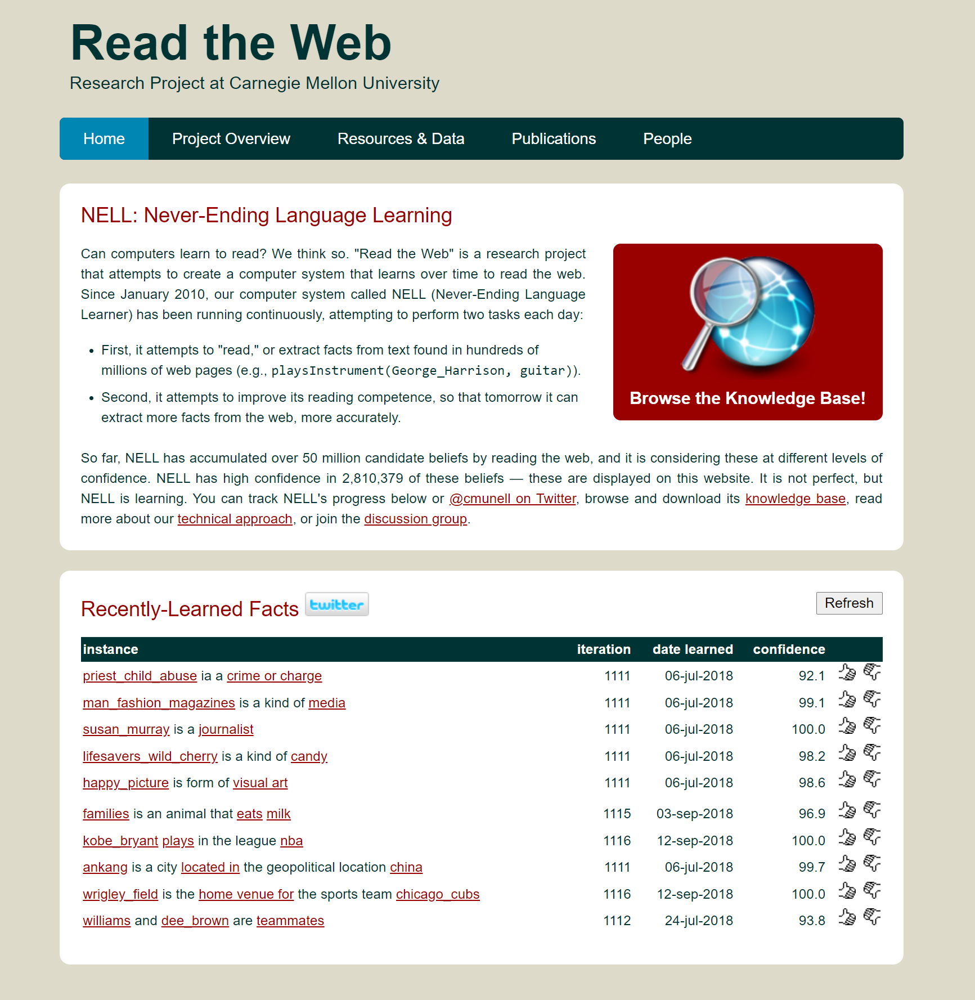 Read the Web
Research Project at Carnegie Mellon University
Home Project Overview Resources & Data Publications People
NELL: Never-Ending Language Learning
Can computers learn to read? We think so. "Read the Web" is a research project
that attempts to create a computer system that learns over time to read the web.
Since January 2010, our computer system called NELL (Never-Ending Language
Learner) has been running continuously, attempting to perform two tasks each day:
• First, it attempts to "read," or extract facts from text found in hundreds of
millions of web pages (e.g., playsInstrument(George_Harrison, guitar)).
• Second, it attempts to improve its reading competence, so that tomorrow it can
extract more facts from the web, more accurately.
Browse the Knowledge Base!
So far, NELL has accumulated over 50 million candidate beliefs by reading the web, and it is considering these at different levels of
confidence. NELL has high confidence in 2,810,379 of these beliefs — these are displayed on this website. It is not perfect, but
NELL is learning. You can track NELL's progress below or @cmunell on Twitter, browse and download its knowledge base, read
more about our technical approach, or join the discussion group.
Recently-Learned Facts twitter Refresh
instance iteration date learned confidence
priest_child_abuse ia a crime or charge 1111 06-jul-2018 92.1
man_fashion_magazines is a kind of media 1111 06-jul-2018 99.1
susan_murray is a journalist 1111 06-jul-2018 100.0
lifesavers_wild_cherry is a kind of candy 1111 06-jul-2018 98.2
happy_picture is form of visual art 1111 06-jul-2018 98.6
families is an animal that eats milk 1115 03-sep-2018 96.9
kobe_bryant plays in the league nba 1116 12-sep-2018 100.0
ankang is a city located in the geopolitical location china 1111 06-jul-2018 99.7
wrigley_field is the home venue for the sports team chicago_cubs 1116 12-sep-2018 100.0
williams and dee_brown are teammates 1112 24-jul-2018 93.8